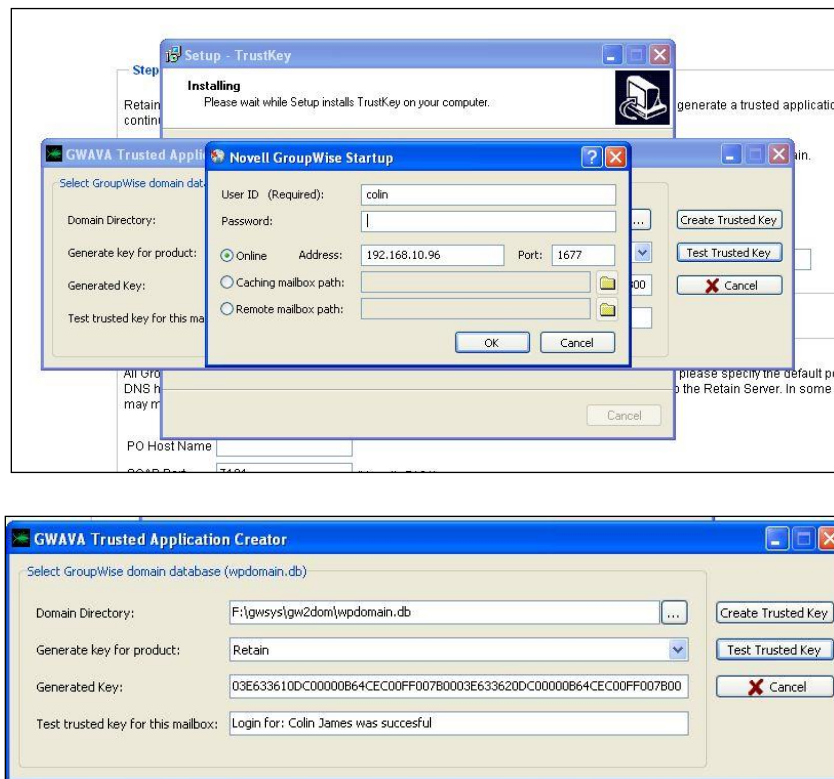 Setup - TrustKey
Step
Installing
Please wait while Setup installs TrustKey on your computer.
Retain
generate a trusted applicatio
contin
GWAVA Trusted Appli
Novell GroupWise Startup
ain.
Select GroupWise domain data
User ID (Required): colin
Domain Directory:
Password:
...
Create Trusted Key
Generate key for product:
Online Address: 192.168.10.96 Port: 1677
Test Trusted Key
Generated Key:
Caching mailbox path:
00
Cancel
Test trusted key for this ma
Remote mailbox path:
OK Cancel
All Gro
please specify the default po
DNS h
o the Retain Server. In some
may m
Cancel
PO Host Name
GWAVA Trusted Application Creator
Select GroupWise domain database (wpdomain.db)
Domain Directory: F:\gwsys\gw2dom\wpdomain.db ... Create Trusted Key
Generate key for product: Retain Test Trusted Key
Generated Key: 03E633610DC00000B64CEC00FF007B0003E633620DC00000B64CEC00FF007B00 Cancel
Test trusted key for this mailbox: Login for: Colin James was succesful